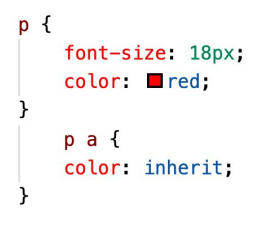 p {
    font-size: 18px;
    color: red;
}
    p a {
    color: inherit;
}